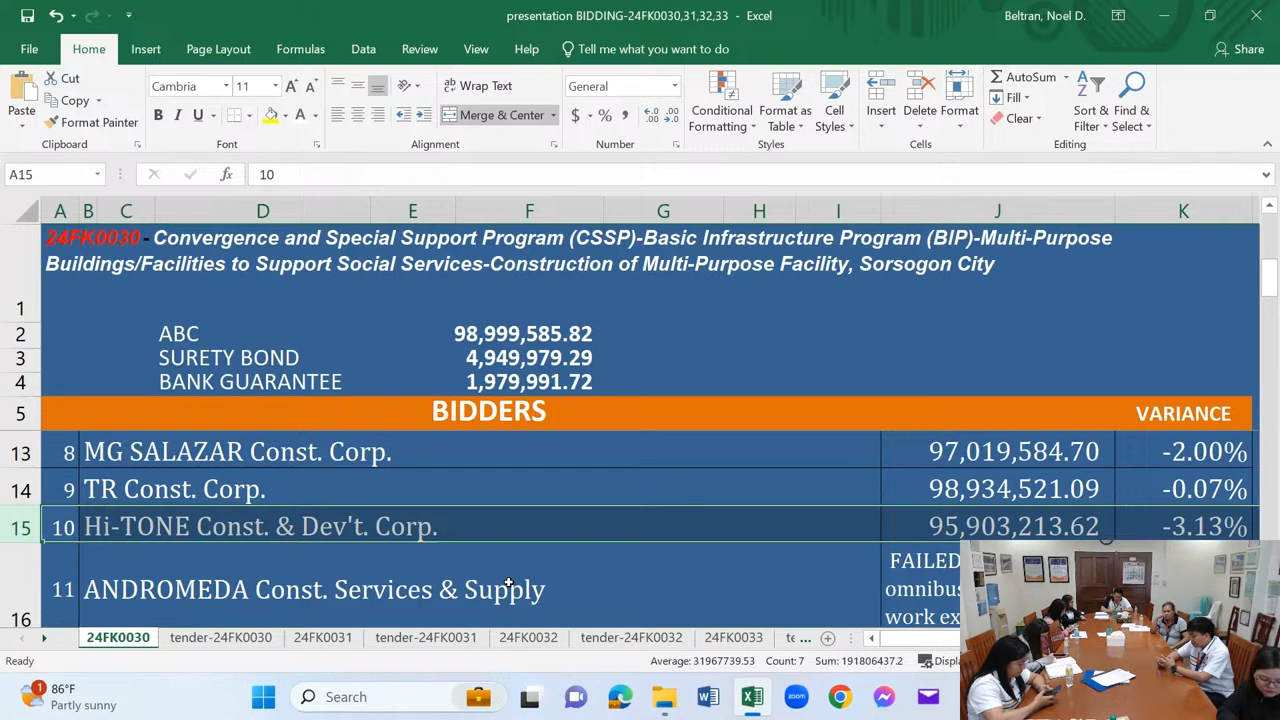 presentation BIDDING-24FK0030,31,32,33 - Excel
Beltran, Noel D.
File Home Insert Page Layout Formulas Data Review View Help Tell me what you want to do Share
Paste
Cut
Copy
Format Painter
Clipboard
Cambria 11
B I U
Font
Wrap Text
Merge & Center
Alignment
General
$ % ,
Number
Conditional Formatting
Format as Table
Cell Styles
Styles
Insert
Delete
Format
Cells
AutoSum
Fill
Clear
Sort & Filter
Find & Select
Editing
A15
fx
10
A B C D E F G H I J K
24FK0030 - Convergence and Special Support Program (CSSP)-Basic Infrastructure Program (BIP)-Multi-Purpose
Buildings/Facilities to Support Social Services-Construction of Multi-Purpose Facility, Sorsogon City
1
2 ABC 98,999,585.82
3 SURETY BOND 4,949,979.29
4 BANK GUARANTEE 1,979,991.72
5 BIDDERS VARIANCE
13 8 MG SALAZAR Const. Corp. 97,019,584.70 -2.00%
14 9 TR Const. Corp. 98,934,521.09 -0.07%
15 10 Hi-TONE Const. & Dev't. Corp. 95,903,213.62 -3.13%
16 11 ANDROMEDA Const. Services & Supply
FAILED
omnibus
work ex
24FK0030 tender-24FK0030 24FK0031 tender-24FK0031 24FK0032 tender-24FK0032 24FK0033 te ...
Ready
Average: 31967739.53 Count: 7 Sum: 191806437.2 Displ
1
86°F
Partly sunny
Search
zoom